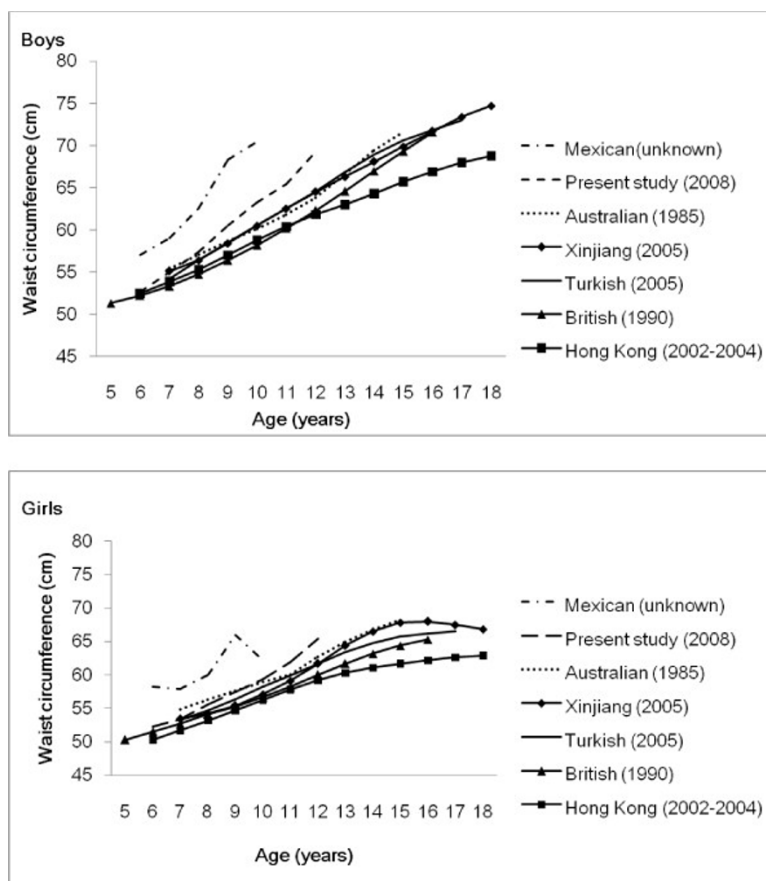 Boys
80
75
70
65
60
55
50
45
Waist circumference (cm)
5 6 7 8 9 10 11 12 13 14 15 16 17 18
Age (years)
Mexican(unknown)
Present study (2008)
Australian (1985)
Xinjiang (2005)
Turkish (2005)
British (1990)
Hong Kong (2002-2004)
Girls
80
75
70
65
60
55
50
45
Waist circumference (cm)
5 6 7 8 9 10 11 12 13 14 15 16 17 18
Age (years)
Mexican (unknown)
Present study (2008)
Australian (1985)
Xinjiang (2005)
Turkish (2005)
British (1990)
Hong Kong (2002-2004)